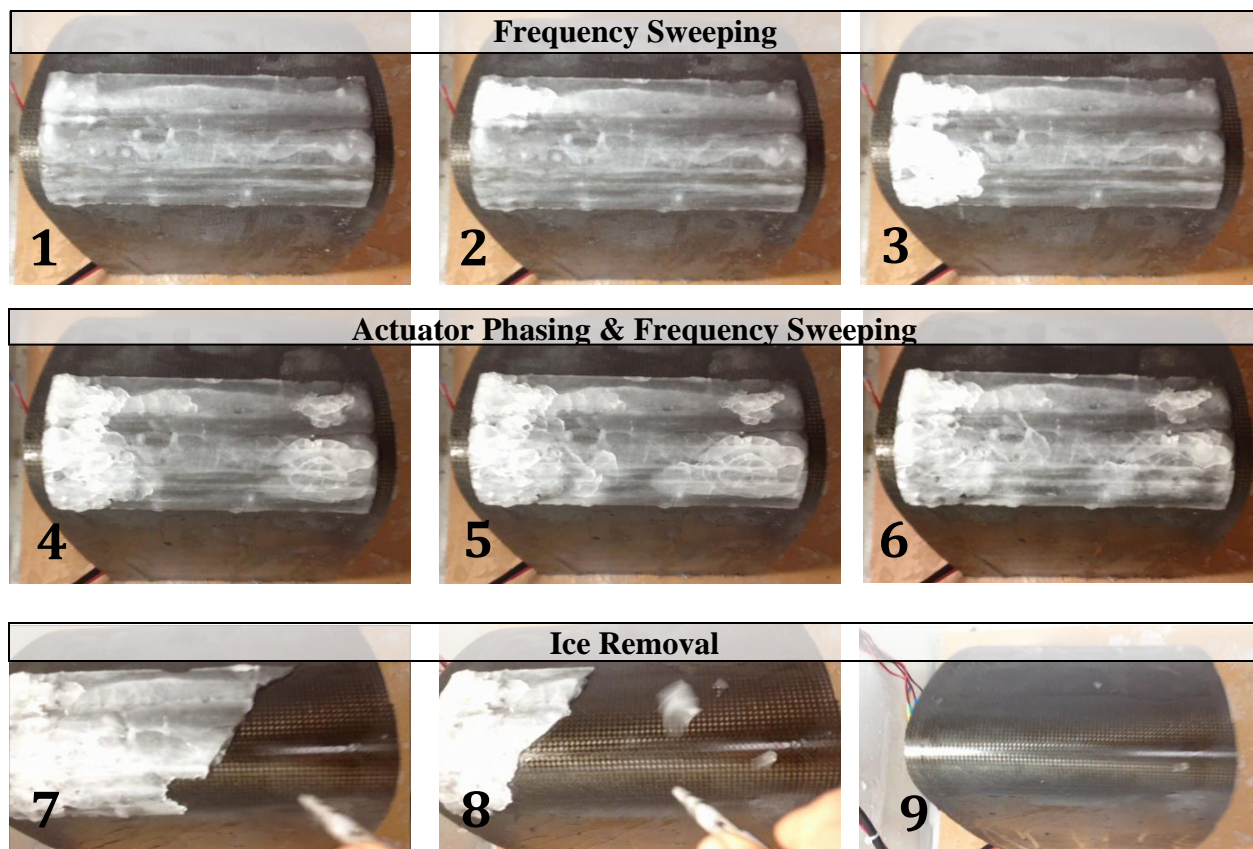 Frequency Sweeping
1 2 3
Actuator Phasing & Frequency Sweeping
4 5 6
Ice Removal
7 8 9